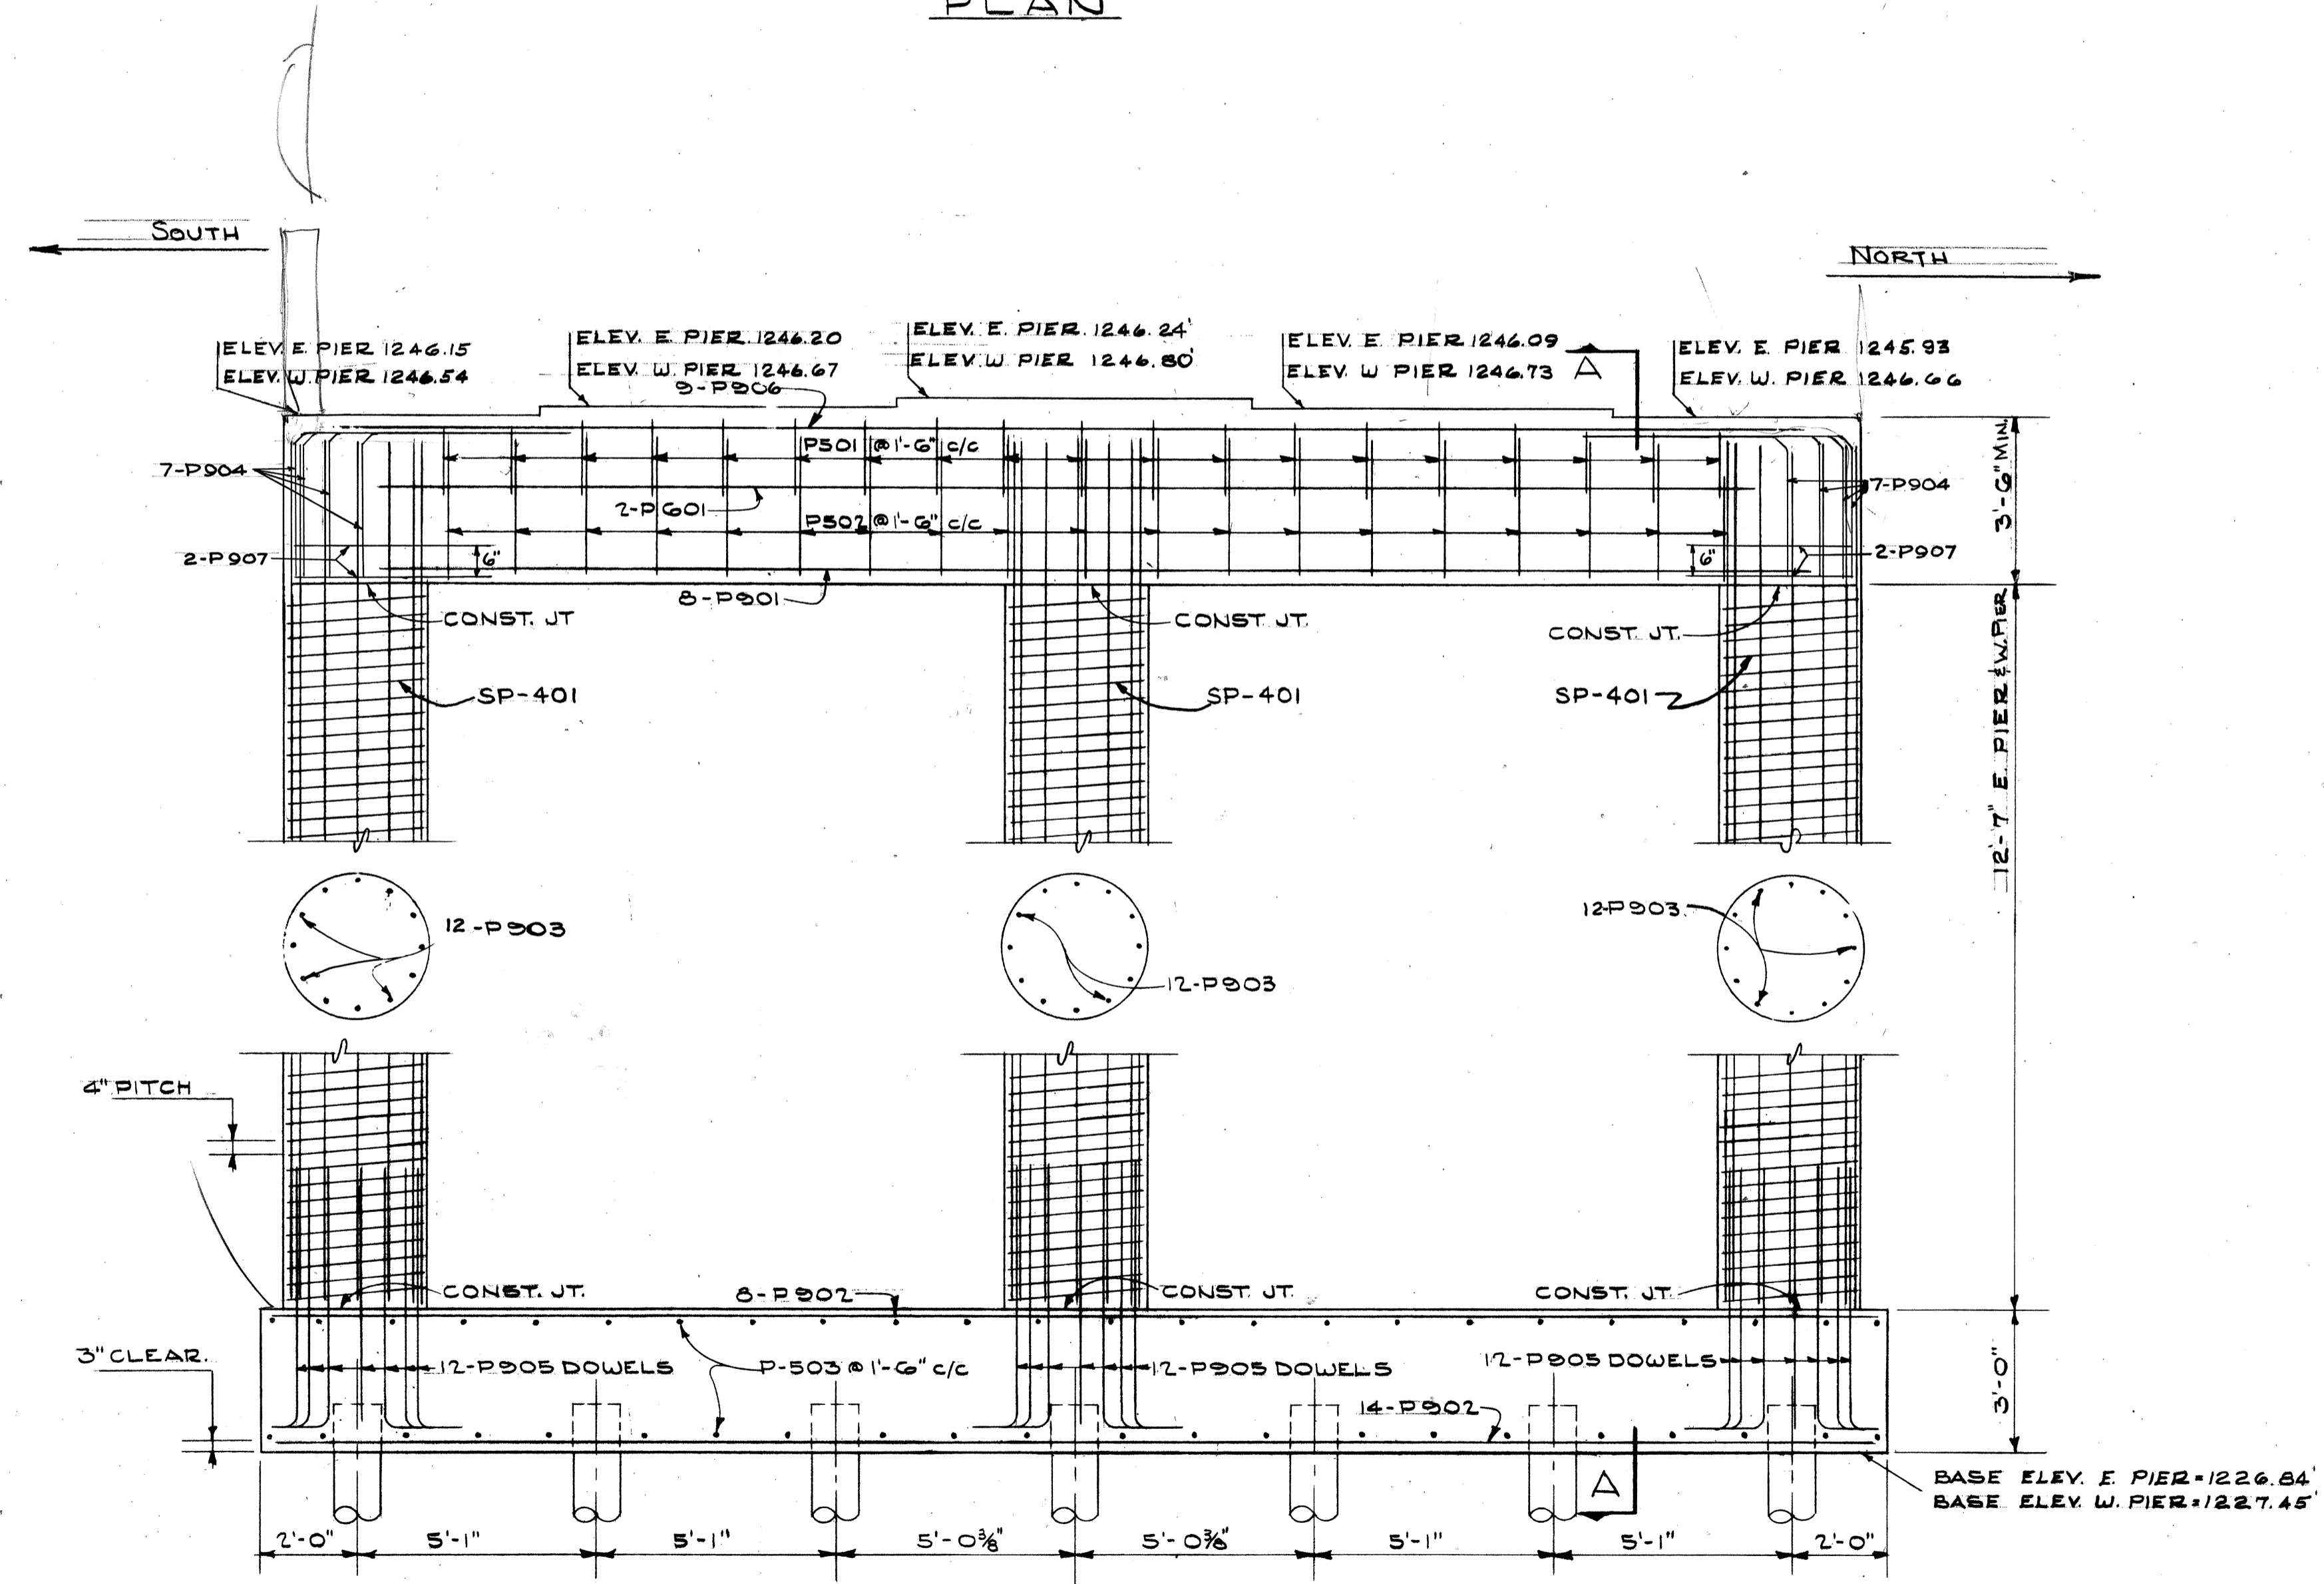 PLAN
SOUTH
NORTH
ELEV. E. PIER 1246.15
ELEV. W. PIER 1246.54
ELEV. E. PIER 1246.20
ELEV. W. PIER 1246.67
9-P906
ELEV. E. PIER. 1246.24'
ELEV. W PIER 1246.80'
ELEV. E. PIER 1246.09
ELEV. W PIER 1246.73
A
ELEV. E. PIER 1245.93
ELEV. W. PIER 1246.66
7-P904
P501 @ 1'-6" c/c
2-P601
P502 @ 1'-6" c/c
7-P904
3'-6" MIN.
2-P907
6"
6"
2-P907
8-P901
CONST. JT
CONST. JT.
CONST. JT.
SP-401
SP-401
SP-401
12'-7" E. PIER & W. PIER
12-P903
12-P903
12-P903.
4" PITCH
CONST. JT.
8-P902
CONST. JT.
CONST. JT.
3" CLEAR.
12-P905 DOWELS
P-503 @ 1'-6" c/c
12-P905 DOWELS
12-P905 DOWELS
14-P902
3'-0"
A
BASE ELEV. E. PIER = 1226.84'
BASE ELEV. W. PIER = 1227.45'
2'-0"
5'-1"
5'-1"
5'-0⅜"
5'-0⅜"
5'-1"
5'-1"
2'-0"